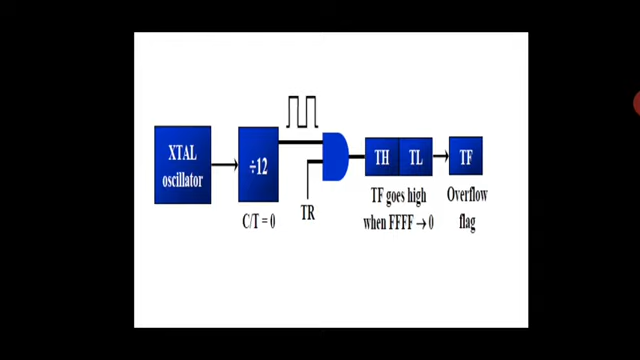 XTAL
oscillator
÷12
C/T = 0
TR
TH
TL
TF goes high
when FFFF → 0
TF
Overflow
flag